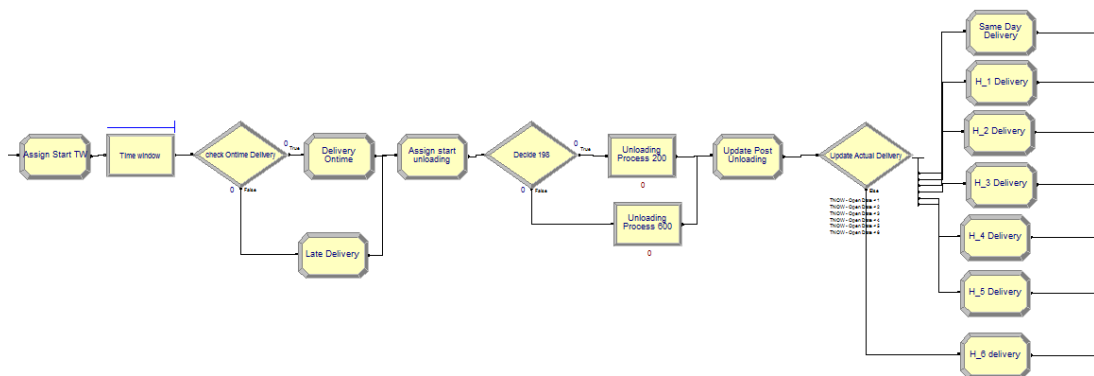 Assign Start TW
Time window
check Ontime Delivery
0
True
0
False
Delivery
Ontime
Late Delivery
Assign start
unloading
Decide 198
0
True
0
False
Unloading
Process 200
0
Unloading
Process 600
0
Update Post
Unloading
Update Actual Delivery
Else
Same Day
Delivery
H_1 Delivery
H_2 Delivery
H_3 Delivery
H_4 Delivery
H_5 Delivery
H_6 delivery